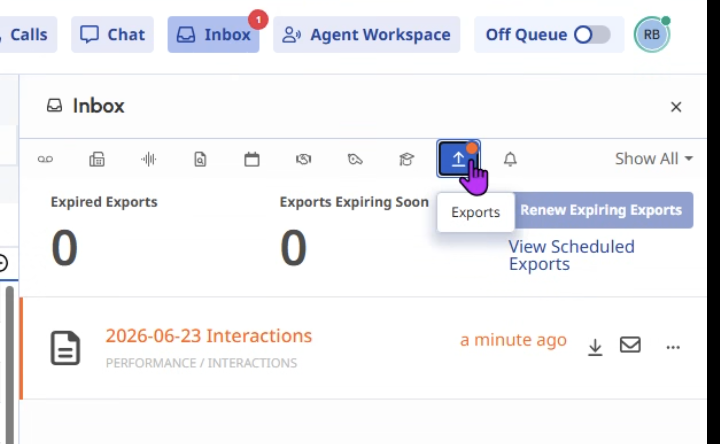 Calls
Chat
Inbox
1
Agent Workspace
Off Queue
RB
Inbox
Show All
Expired Exports
Exports Expiring Soon
Exports
Renew Expiring Exports
0
0
View Scheduled
Exports
2026-06-23 Interactions
a minute ago
PERFORMANCE / INTERACTIONS